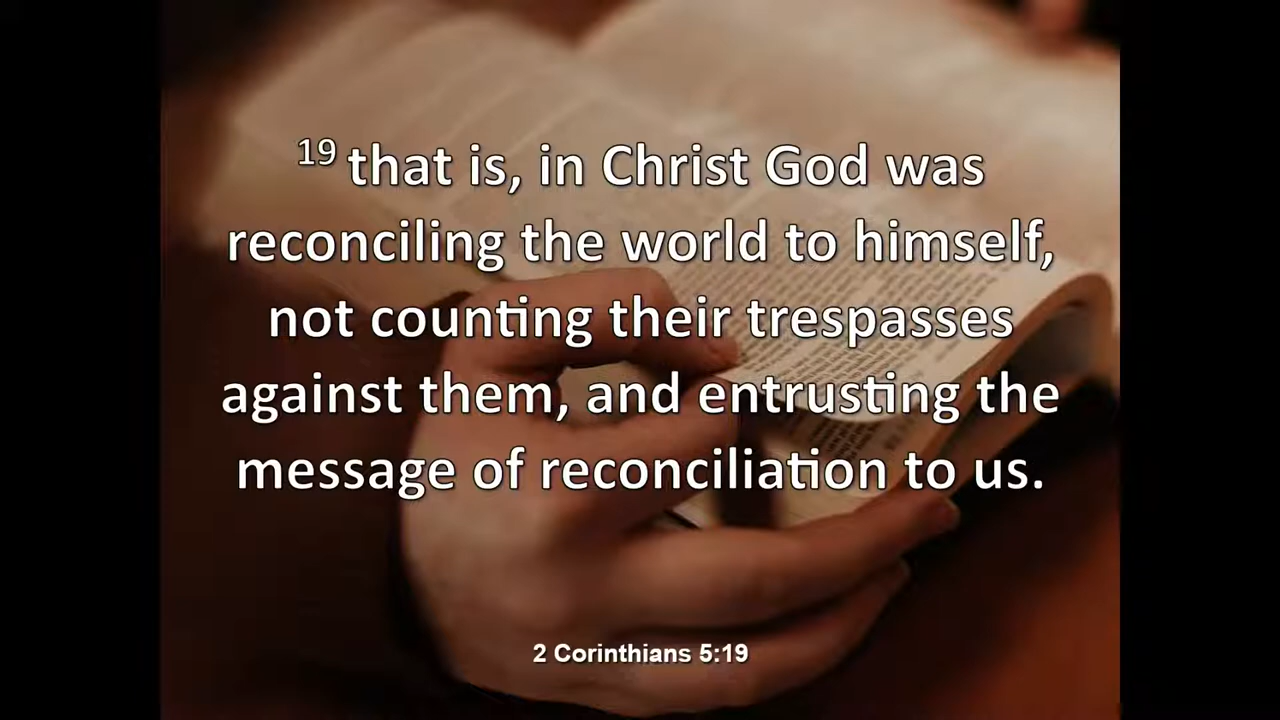 19 that is, in Christ God was
reconciling the world to himself,
not counting their trespasses
against them, and entrusting the
message of reconciliation to us.
2 Corinthians 5:19